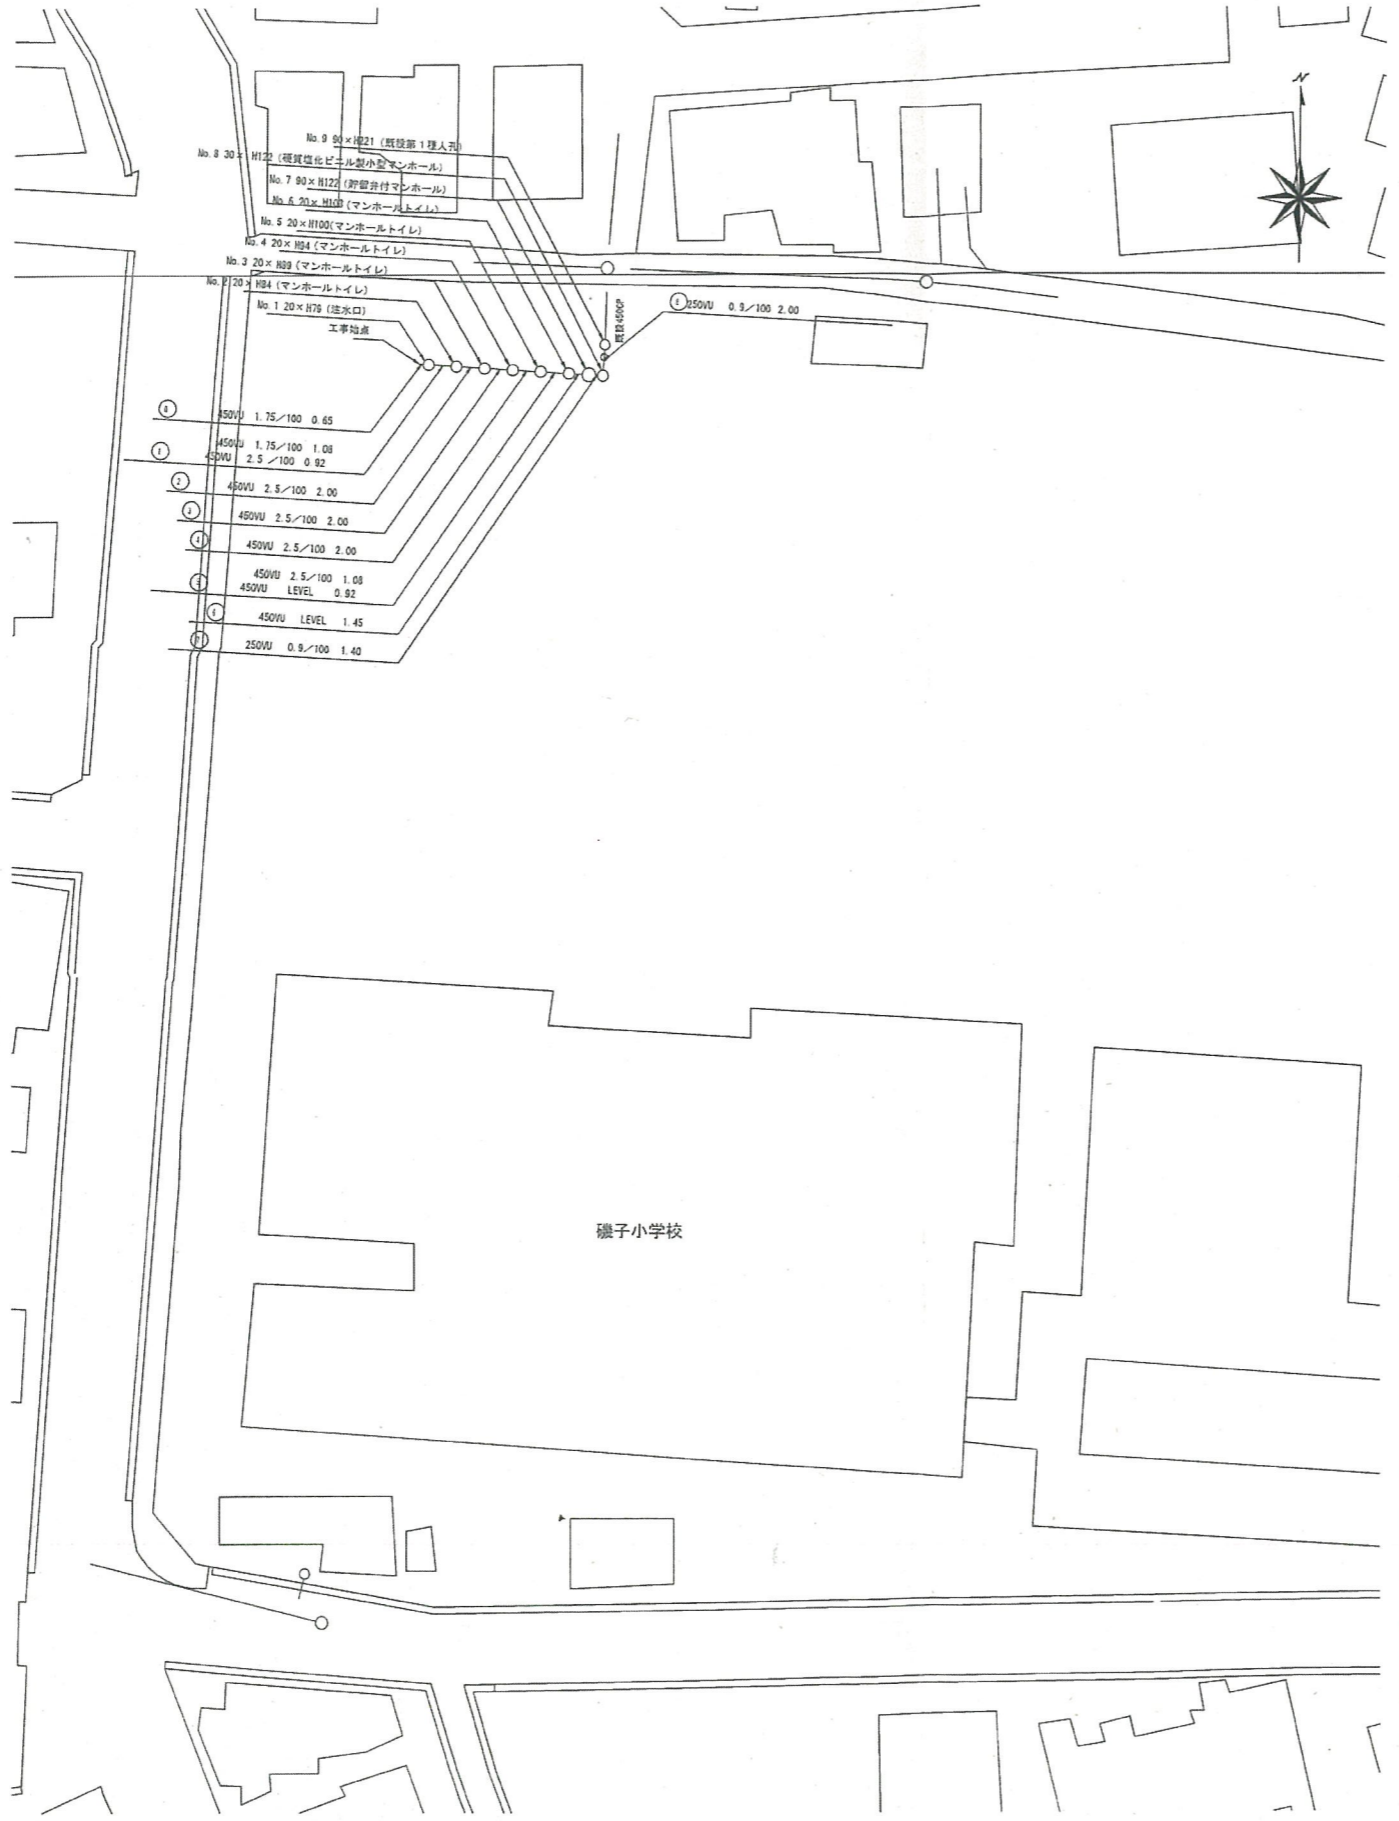 N
No.9 90×H221 (既設第1種人孔)
No.8 30× H122 (硬質塩化ビニル製小型マンホール)
No.7 90×H122 (貯留弁付マンホール)
No.6 20×H103 (マンホールトイレ)
No.5 20×H100(マンホールトイレ)
No.4 20×H94 (マンホールトイレ)
No.3 20× H89 (マンホールトイレ)
No.2 20× H84 (マンホールトイレ)
No.1 20×H79 (注水口)
工事始点
既設450CP
8 250VU 0.9/100 2.00
0 450VU 1.75/100 0.65
1 450VU 1.75/100 1.08
450VU 2.5/100 0.92
2 450VU 2.5/100 2.00
3 450VU 2.5/100 2.00
4 450VU 2.5/100 2.00
5 450VU 2.5/100 1.08
450VU LEVEL 0.92
6 450VU LEVEL 1.45
7 250VU 0.9/100 1.40
磯子小学校